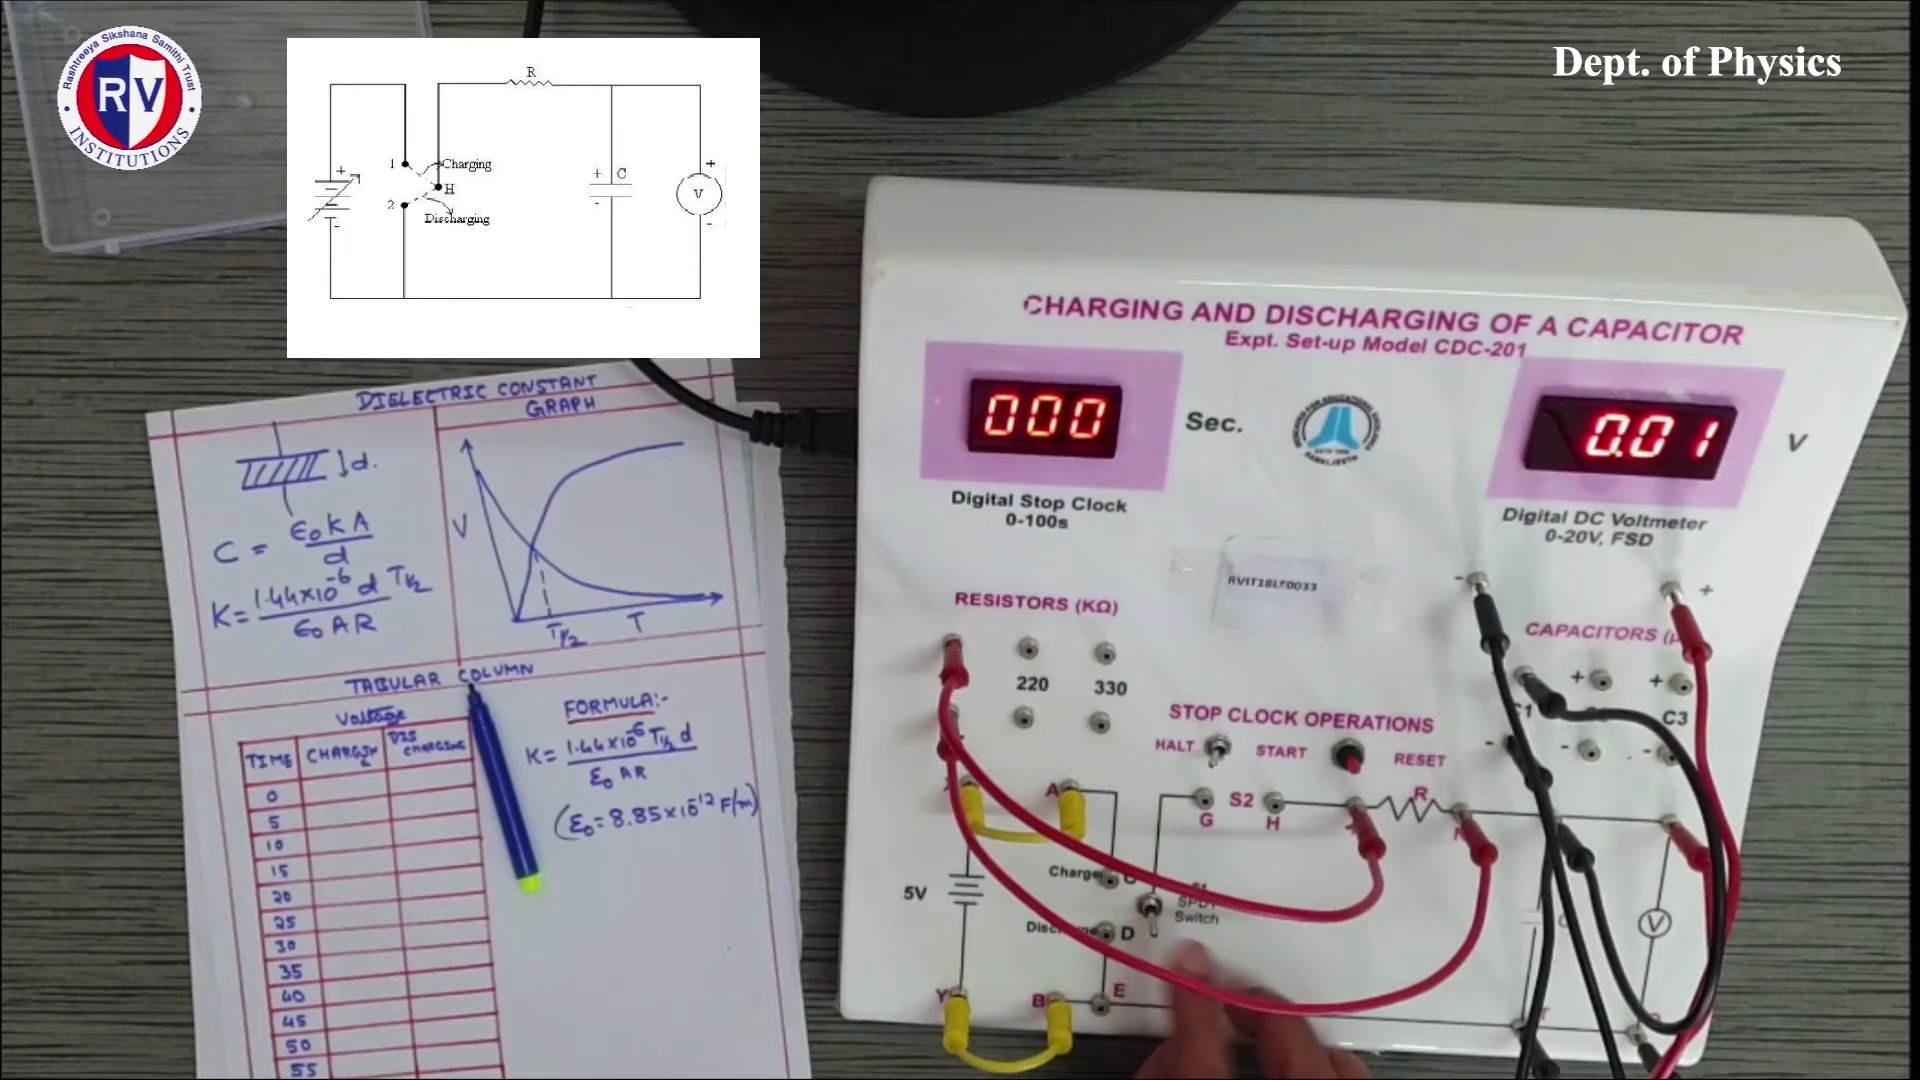 Rashtreeya Sikshana Samithi Trust
RV
INSTITUTIONS
Dept. of Physics
R
1
Charging
H
2
Discharging
+
-
+ C
-
+
V
-
DIELECTRIC CONSTANT
GRAPH
d.
C = ε₀ K A / d
K = 1.44×10⁻⁶ d T½ / ε₀ A R
V
T½
T
TABULAR COLUMN
Voltage
TIME CHARGING DIS CHARGING
0
5
10
15
20
25
30
35
40
45
50
55
FORMULA:-
K = 1.44×10⁻⁶ T½ d / ε₀ A R
(ε₀ = 8.85×10⁻¹² F/m)
CHARGING AND DISCHARGING OF A CAPACITOR
Expt. Set-up Model CDC-201
000
Sec.
0.01
V
Digital Stop Clock
0-100s
Digital DC Voltmeter
0-20V, FSD
RVIT18LP0033
- +
RESISTORS (KΩ)
220 330
CAPACITORS
+ +
C1 C3
- - -
STOP CLOCK OPERATIONS
HALT START RESET
A
G S2 H R
5V
Charge
Switch
D
V
Y B E